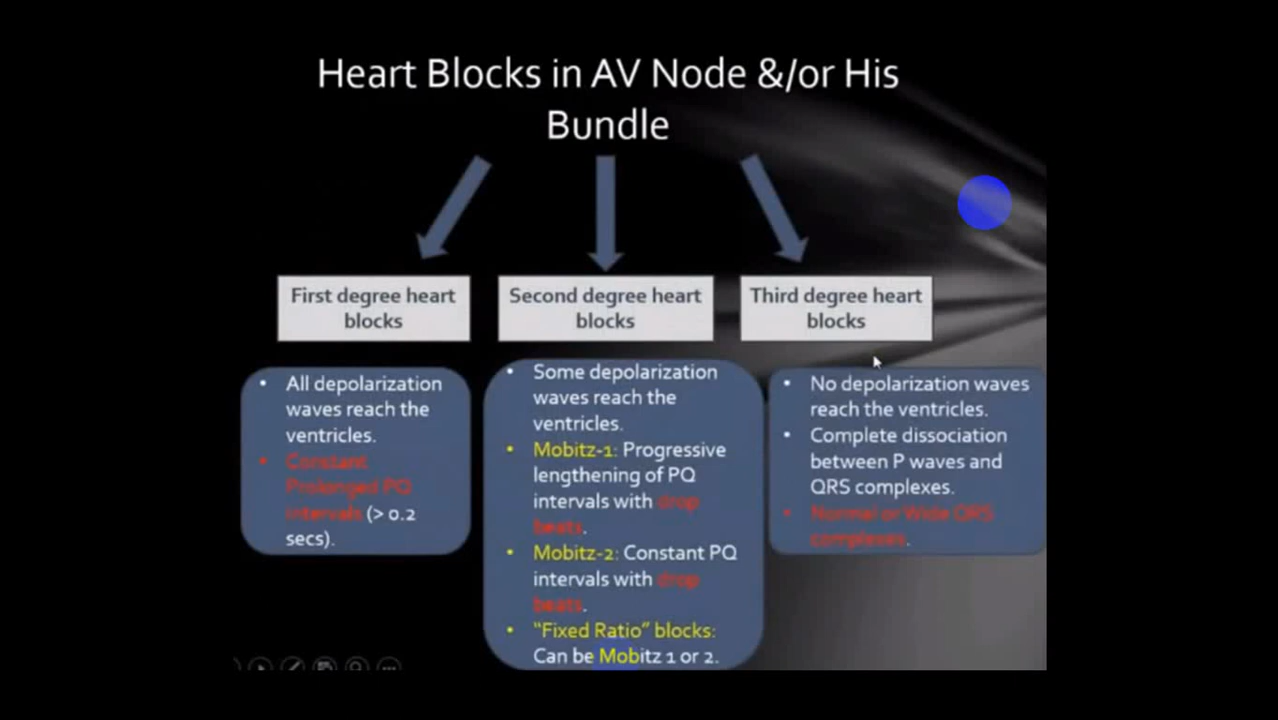 Heart Blocks in AV Node &/or His
Bundle
First degree heart
blocks
Second degree heart
blocks
Third degree heart
blocks
• All depolarization
waves reach the
ventricles.
• Constant
Prolonged PQ
intervals (> 0.2
secs).
• Some depolarization
waves reach the
ventricles.
• Mobitz-1: Progressive
lengthening of PQ
intervals with drop
beats.
• Mobitz-2: Constant PQ
intervals with drop
beats.
• "Fixed Ratio" blocks:
Can be Mobitz 1 or 2.
• No depolarization waves
reach the ventricles.
• Complete dissociation
between P waves and
QRS complexes.
• Normal or Wide QRS
complexes.